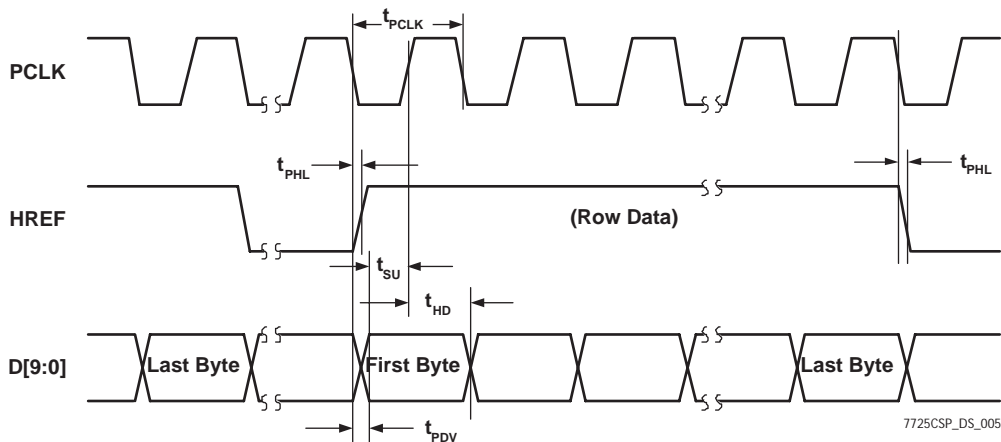 tPCLK
PCLK
tPHL
tPHL
HREF
(Row Data)
tSU
tHD
D[9:0]
Last Byte
First Byte
Last Byte
tPDV
7725CSP_DS_005